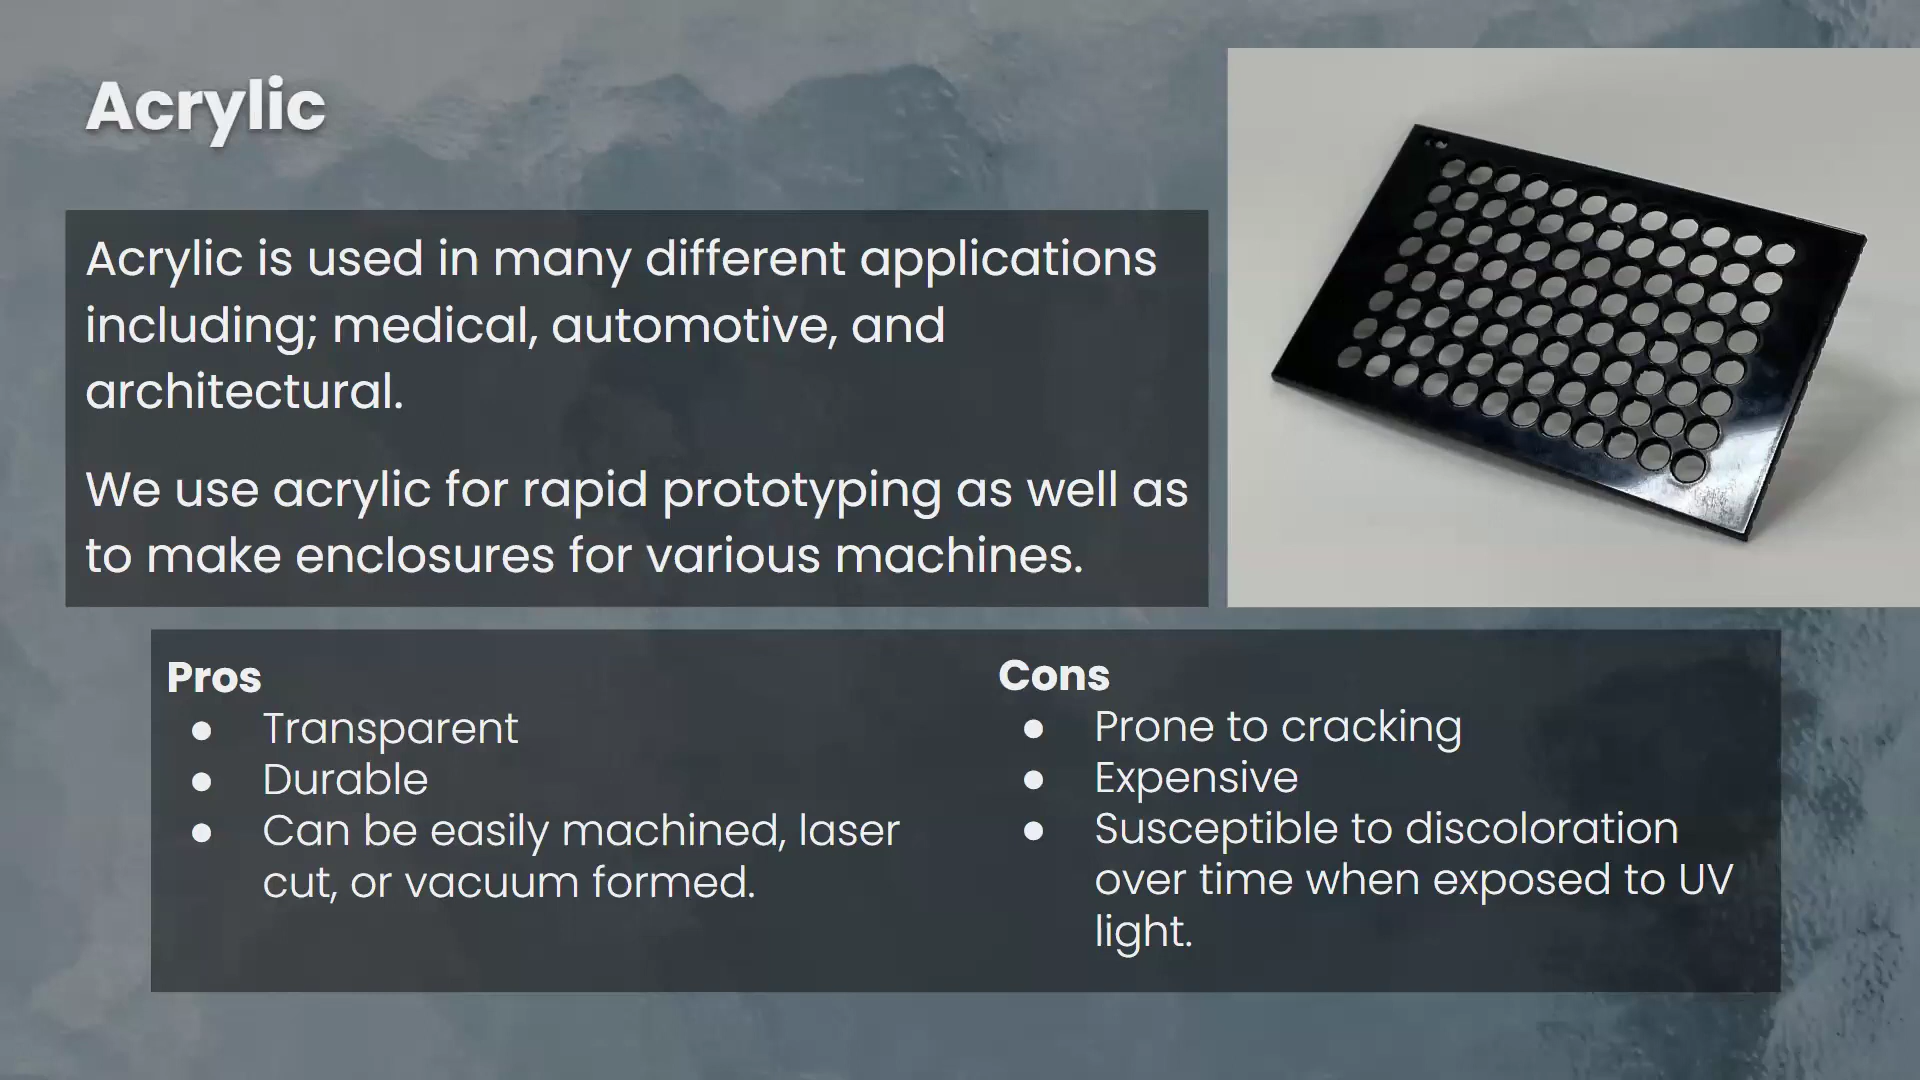 Acrylic
Acrylic is used in many different applications
including; medical, automotive, and
architectural.
We use acrylic for rapid prototyping as well as
to make enclosures for various machines.
Pros
● Transparent
● Durable
● Can be easily machined, laser
cut, or vacuum formed.
Cons
● Prone to cracking
● Expensive
● Susceptible to discoloration
over time when exposed to UV
light.